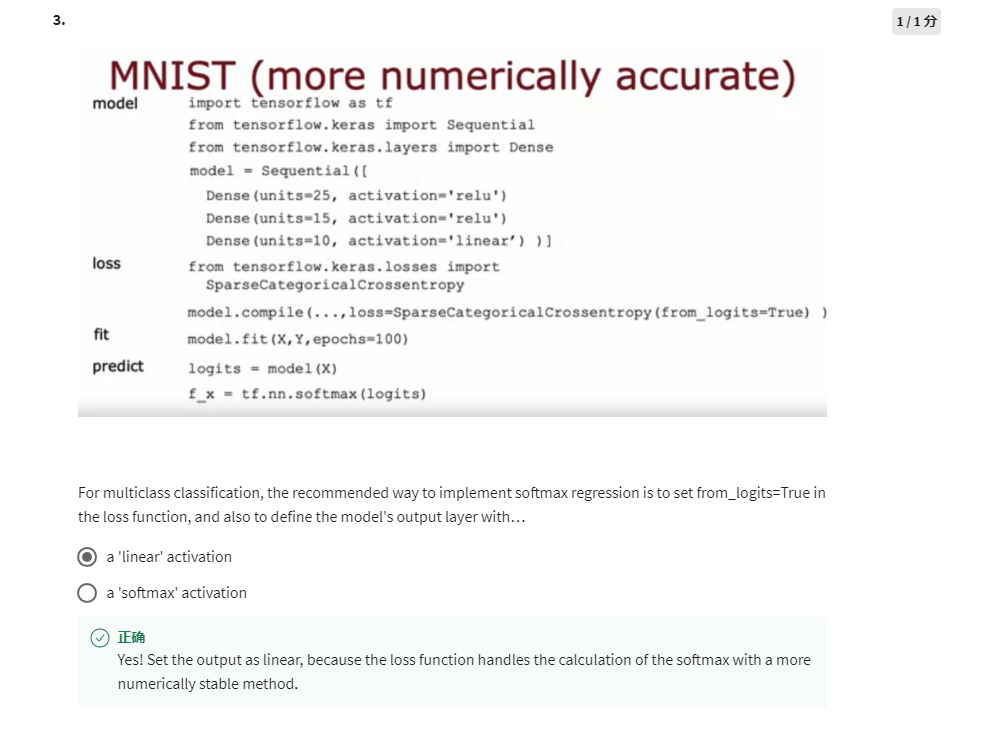 3.
1 / 1 分
MNIST (more numerically accurate)
model import tensorflow as tf
from tensorflow.keras import Sequential
from tensorflow.keras.layers import Dense
model = Sequential([
Dense(units=25, activation='relu')
Dense(units=15, activation='relu')
Dense(units=10, activation='linear') )]
loss from tensorflow.keras.losses import
SparseCategoricalCrossentropy
model.compile(...,loss=SparseCategoricalCrossentropy(from_logits=True) )
fit model.fit(X,Y,epochs=100)
predict logits = model(X)
f_x = tf.nn.softmax(logits)
For multiclass classification, the recommended way to implement softmax regression is to set from_logits=True in
the loss function, and also to define the model's output layer with…
a 'linear' activation
a 'softmax' activation
正确
Yes! Set the output as linear, because the loss function handles the calculation of the softmax with a more
numerically stable method.